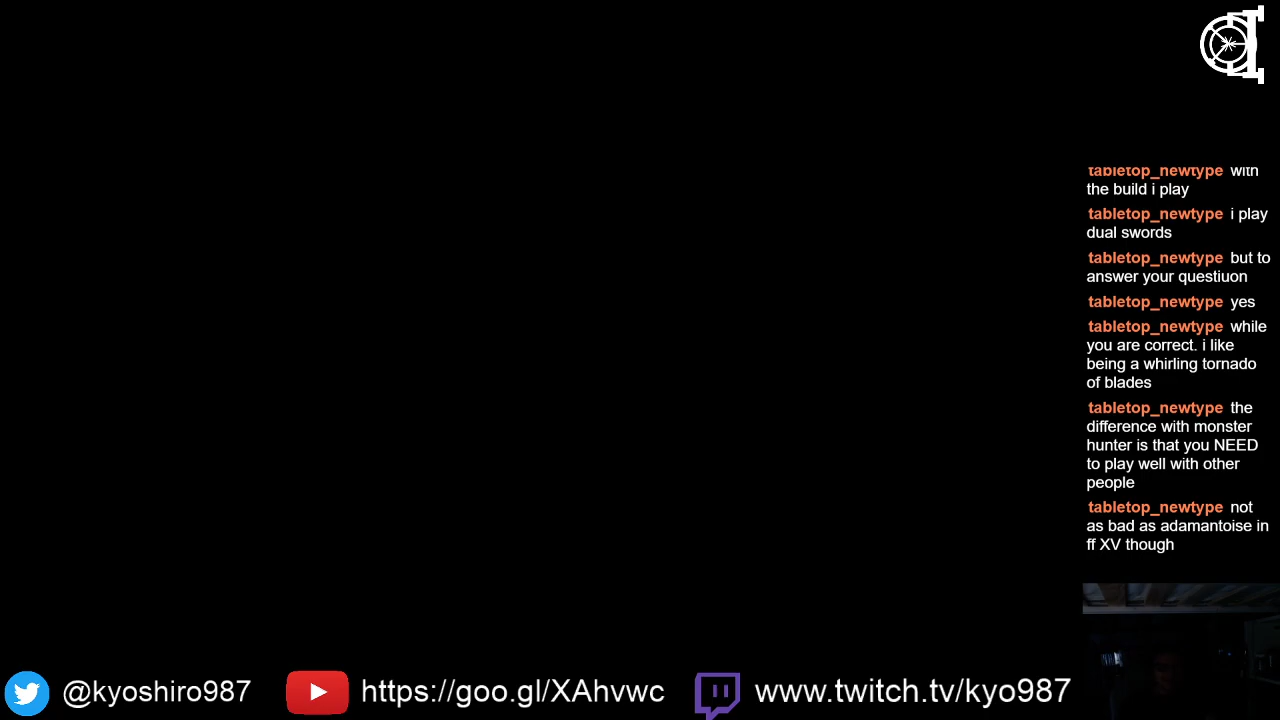 tabletop_newtype with
the build i play
tabletop_newtype i play
dual swords
tabletop_newtype but to
answer your questiuon
tabletop_newtype yes
tabletop_newtype while
you are correct. i like
being a whirling tornado
of blades
tabletop_newtype the
difference with monster
hunter is that you NEED
to play well with other
people
tabletop_newtype not
as bad as adamantoise in
ff XV though
@kyoshiro987
https://goo.gl/XAhvwc
www.twitch.tv/kyo987